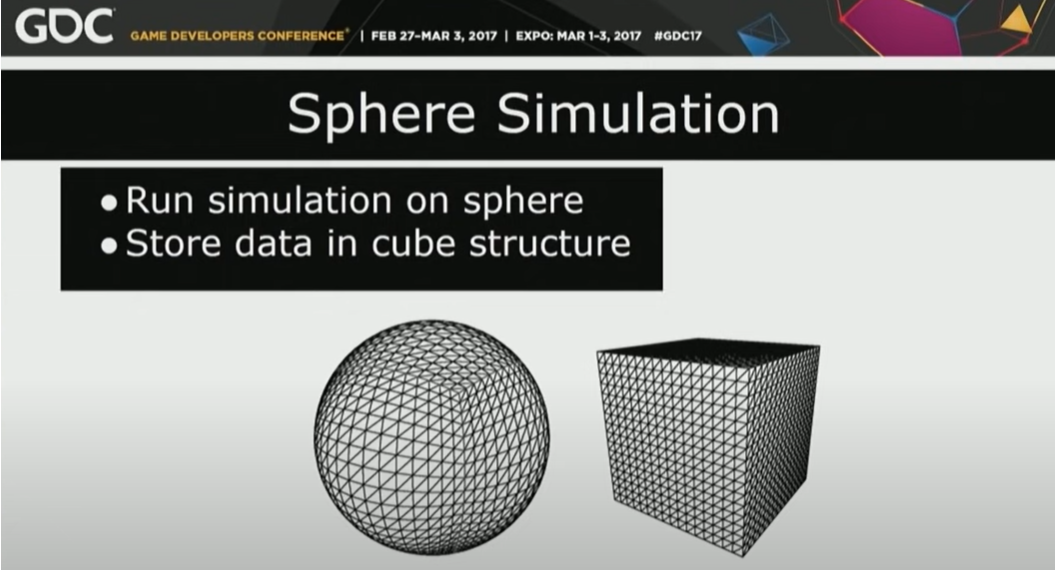 GDC GAME DEVELOPERS CONFERENCE® | FEB 27–MAR 3, 2017 | EXPO: MAR 1–3, 2017 #GDC17
Sphere Simulation
● Run simulation on sphere
● Store data in cube structure